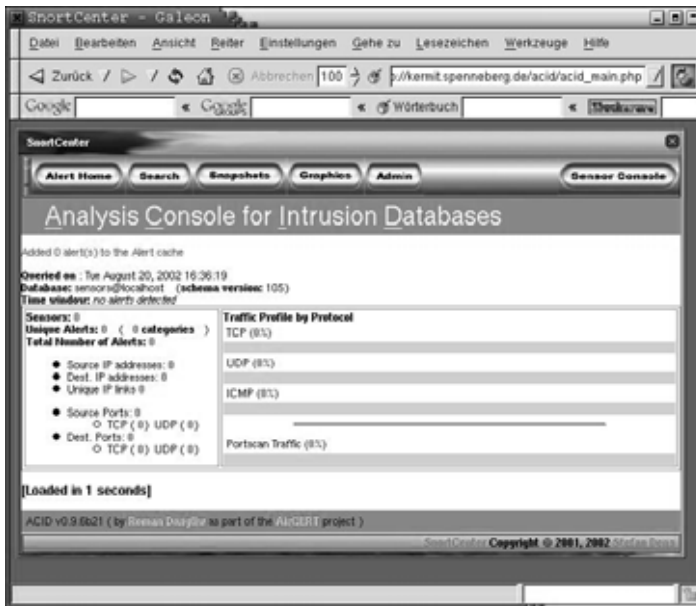 SnortCenter - Galeon
Datei Bearbeiten Ansicht Reiter Einstellungen Gehe zu Lesezeichen Werkzeuge Hilfe
Zurück / / Abbrechen 100 p://kermit.spenneberg.de/acid/acid_main.php
Google « Google « Wörterbuch «
SnortCenter
Alert Home Search Snapshots Graphics Admin Sensor Console
Analysis Console for Intrusion Databases
Added 0 alert(s) to the Alert cache
Queried on : Tue August 20, 2002 16:36:19
Database: sensors@localhost (schema version: 105)
Time window: no alerts detected
Sensors: 0
Unique Alerts: 0 ( 0 categories )
Total Number of Alerts: 0
Source IP addresses: 0
Dest. IP addresses: 0
Unique IP links 0
Source Ports: 0
TCP ( 0) UDP ( 0)
Dest. Ports: 0
TCP ( 0) UDP ( 0)
Traffic Profile by Protocol
TCP (0%)
UDP (0%)
ICMP (0%)
Portscan Traffic (0%)
[Loaded in 1 seconds]
ACID v0.9.6b21 ( by Roman Danyliw as part of the AirCERT project )
SnortCenter Copyright © 2001, 2002 Stefan Dens